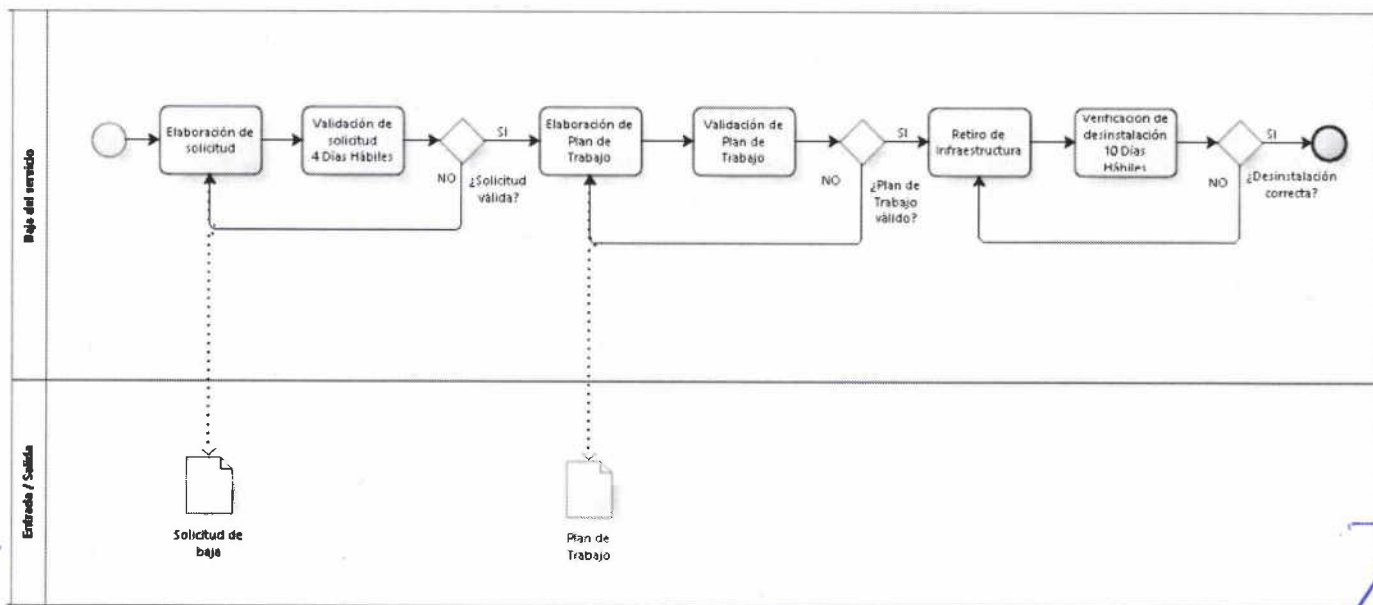 Baja del servicio
Elaboración de
solicitud
Validación de
solicitud
4 Días Hábiles
SI
NO
¿Solicitud
válida?
Elaboración de
Plan de
Trabajo
Validación de
Plan de
Trabajo
SI
NO
¿Plan de
Trabajo
válido?
Retiro de
Infraestructura
Verificación de
desinstalación
10 Días
Hábiles
SI
NO
¿Desinstalación
correcta?
Entrada / Salida
Solicitud de
baja
Plan de
Trabajo